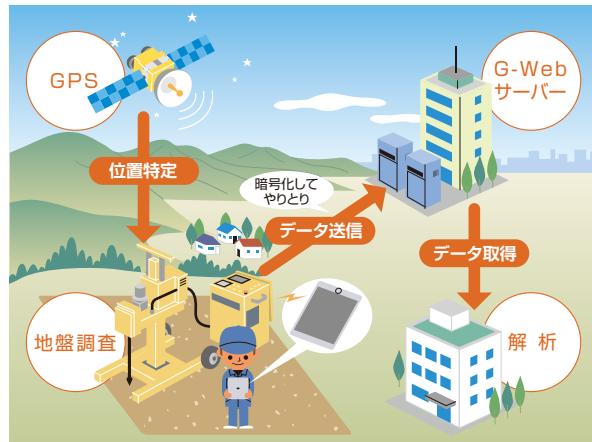 GPS
G-Web
サーバー
位置特定
暗号化して
やりとり
データ送信
データ取得
地盤調査
解析